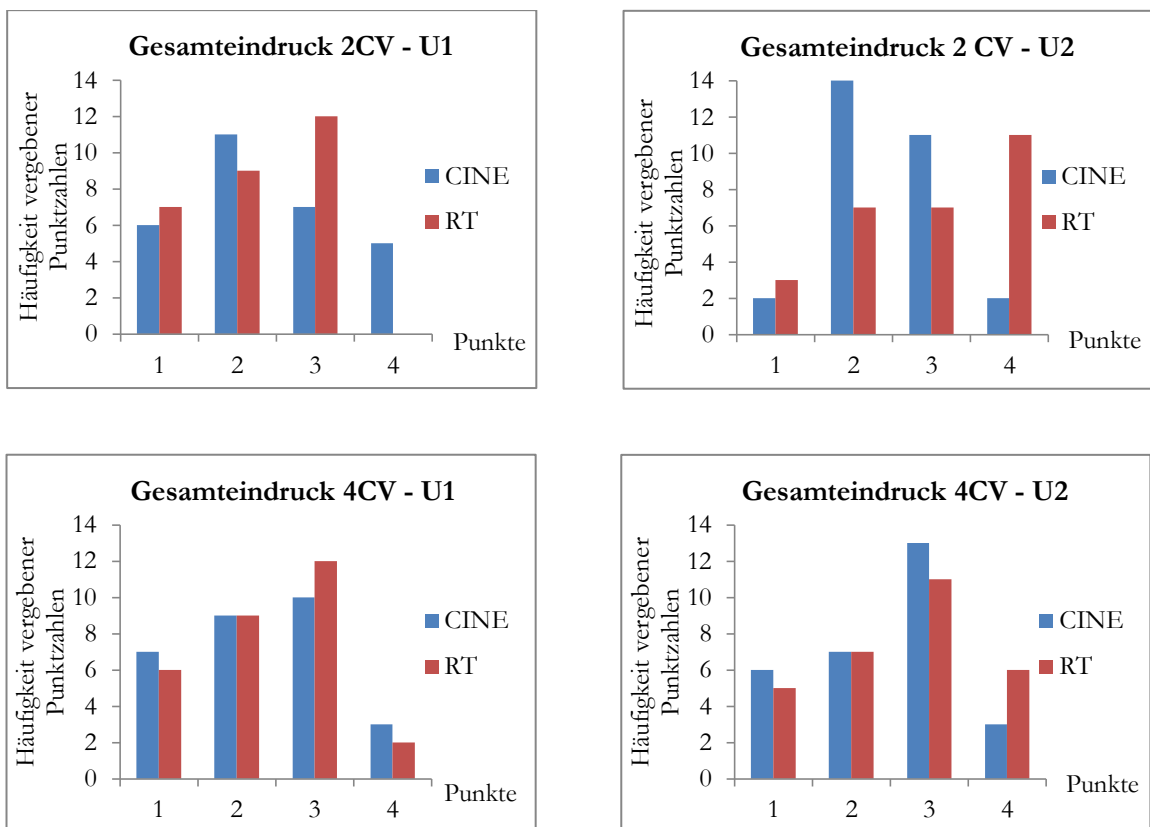 Gesamteindruck 2CV - U1
Häufigkeit vergebener
Punktzahlen
14
12
10
8
6
4
2
0
1 2 3 4
Punkte
CINE
RT
Gesamteindruck 2 CV - U2
Häufigkeit vergebener
Punktzahlen
14
12
10
8
6
4
2
0
1 2 3 4
Punkte
CINE
RT
Gesamteindruck 4CV - U1
Häufigkeit vergebener
Punktzahlen
14
12
10
8
6
4
2
0
1 2 3 4
Punkte
CINE
RT
Gesamteindruck 4CV - U2
Häufigkeit vergebener
Punktzahlen
14
12
10
8
6
4
2
0
1 2 3 4
Punkte
CINE
RT